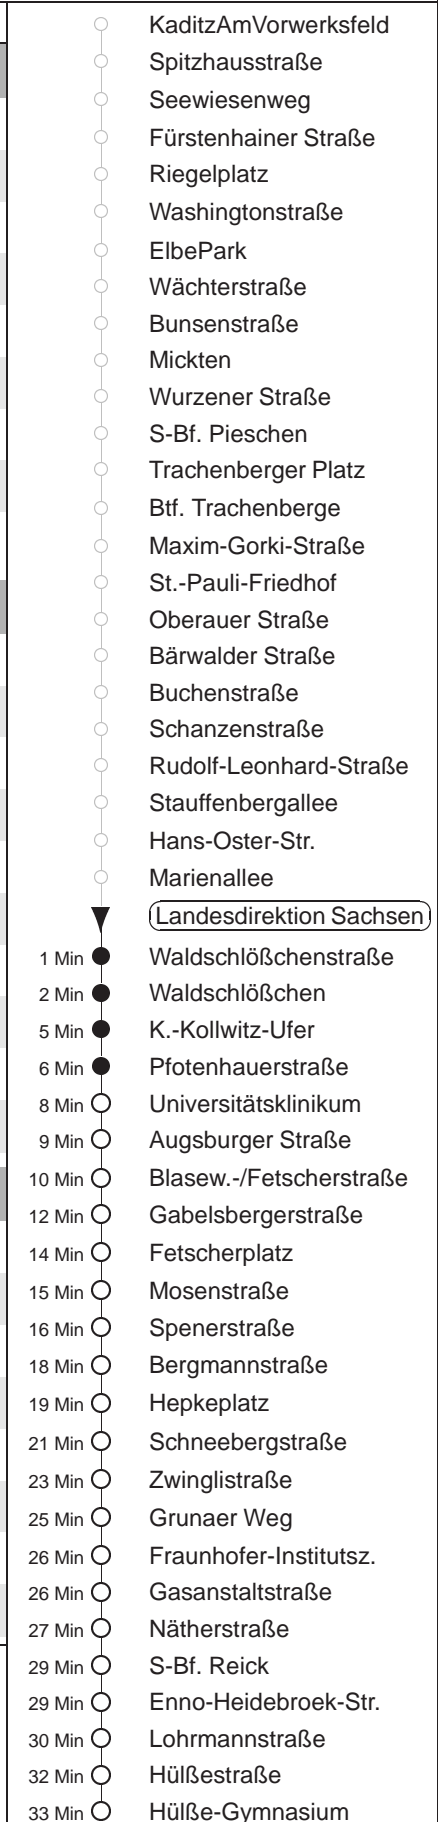 KaditzAmVorwerksfeld
Spitzhausstraße
Seewiesenweg
Fürstenhainer Straße
Riegelplatz
Washingtonstraße
ElbePark
Wächterstraße
Bunsenstraße
Mickten
Wurzener Straße
S-Bf. Pieschen
Trachenberger Platz
Btf. Trachenberge
Maxim-Gorki-Straße
St.-Pauli-Friedhof
Oberauer Straße
Bärwalder Straße
Buchenstraße
Schanzenstraße
Rudolf-Leonhard-Straße
Stauffenbergallee
Hans-Oster-Str.
Marienallee
Landesdirektion Sachsen
1 Min Waldschlößchenstraße
2 Min Waldschlößchen
5 Min K.-Kollwitz-Ufer
6 Min Pfotenhauerstraße
8 Min Universitätsklinikum
9 Min Augsburger Straße
10 Min Blasew.-/Fetscherstraße
12 Min Gabelsbergerstraße
14 Min Fetscherplatz
15 Min Mosenstraße
16 Min Spenerstraße
18 Min Bergmannstraße
19 Min Hepkeplatz
21 Min Schneebergstraße
23 Min Zwinglistraße
25 Min Grunaer Weg
26 Min Fraunhofer-Institutsz.
26 Min Gasanstaltstraße
27 Min Nätherstraße
29 Min S-Bf. Reick
29 Min Enno-Heidebroek-Str.
30 Min Lohrmannstraße
32 Min Hülßestraße
33 Min Hülße-Gymnasium